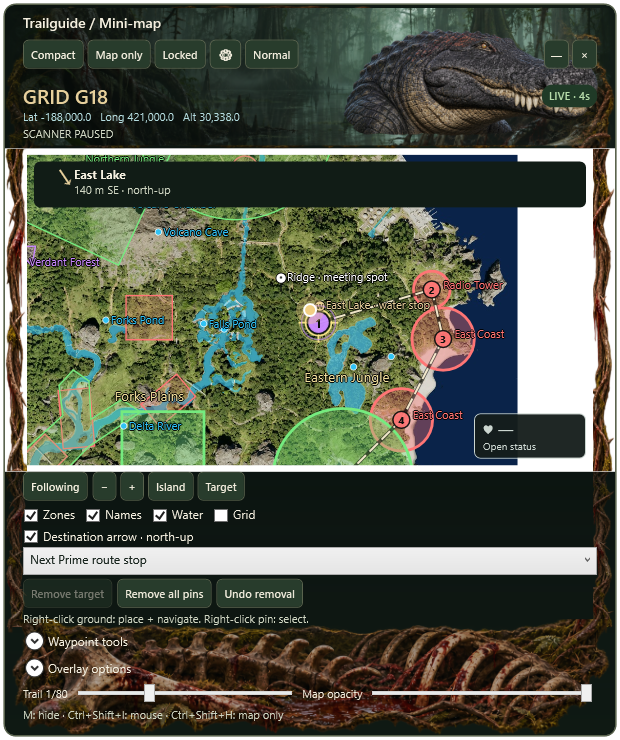 Trailguide / Mini-map
Compact Map only Locked Normal
— ×
GRID G18
LIVE · 4s
Lat -188,000.0 Long 421,000.0 Alt 30,338.0
SCANNER PAUSED
Northern Jungle
East Lake
140 m SE · north-up
Volcano Cave
Verdant Forest
Ridge · meeting spot
2 Radio Tower
East Lake · water stop
Forks Pond
Falls Pond
1
3 East Coast
Eastern Jungle
Forks Plains
4 East Coast
Delta River
♥ —
Open status
Following − + Island Target
Zones Names Water Grid
Destination arrow · north-up
Next Prime route stop
Remove target Remove all pins Undo removal
Right-click ground: place + navigate. Right-click pin: select.
Waypoint tools
Overlay options
Trail 1/80 Map opacity
M: hide · Ctrl+Shift+I: mouse · Ctrl+Shift+H: map only